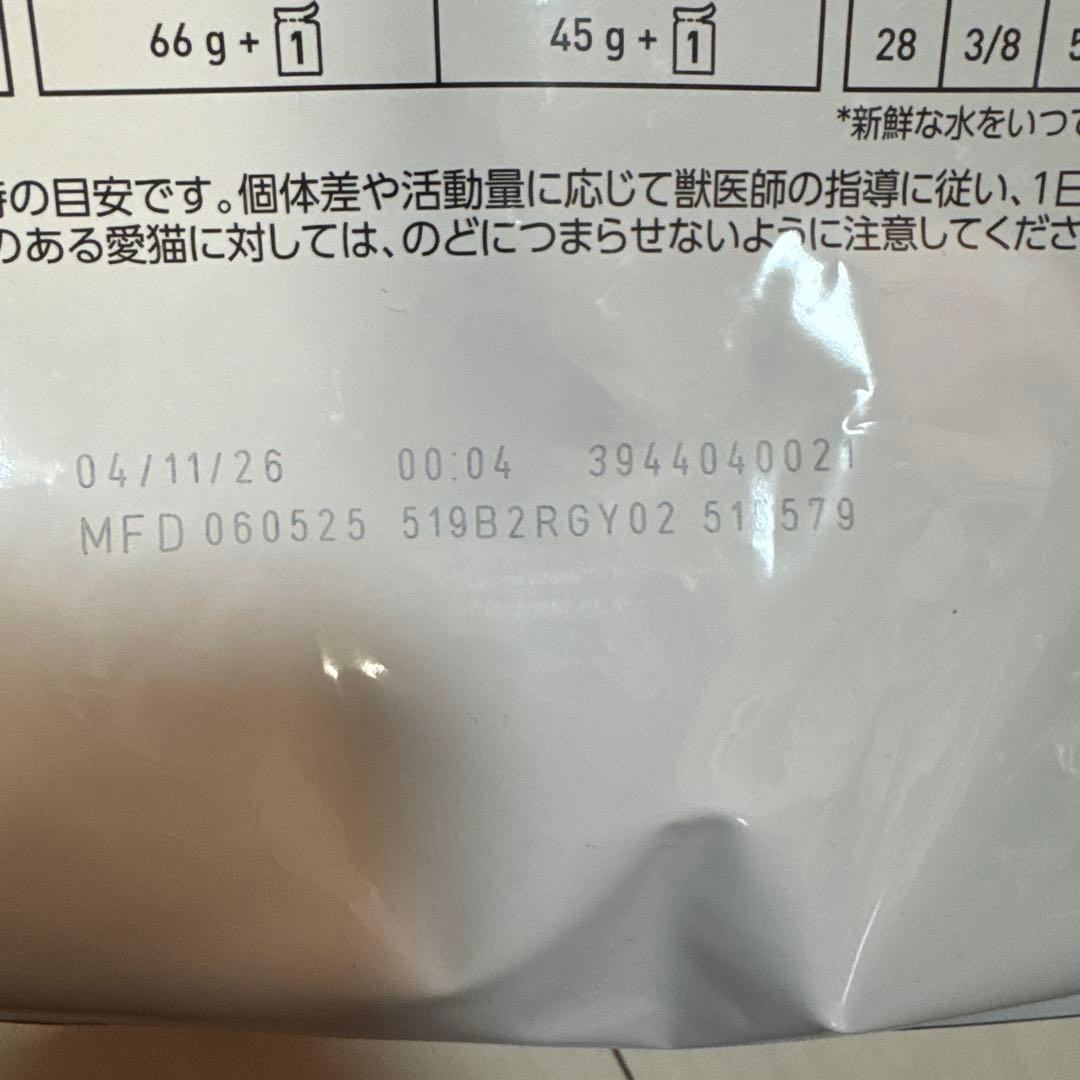 66 g + 1
45 g + 1
28
3/8
*新鮮な水をいつ
の目安です。個体差や活動量に応じて獣医師の指導に従い、1日
のある愛猫に対しては、のどにつまらせないように注意してくださ
04/11/26 00:04 3944040021
MFD 060525 519B2RGY02